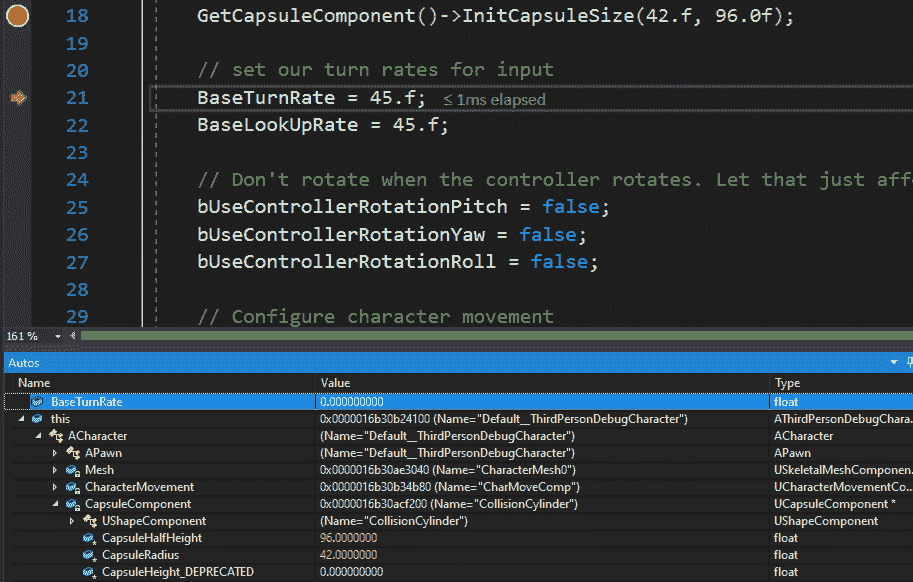 18 GetCapsuleComponent()->InitCapsuleSize(42.f, 96.0f);
19
20 // set our turn rates for input
21 BaseTurnRate = 45.f; ≤ 1ms elapsed
22 BaseLookUpRate = 45.f;
23
24 // Don't rotate when the controller rotates. Let that just aff
25 bUseControllerRotationPitch = false;
26 bUseControllerRotationYaw = false;
27 bUseControllerRotationRoll = false;
28
29 // Configure character movement
161 %
Autos
Name Value Type
BaseTurnRate 0.000000000 float
this 0x0000016b30b24100 (Name="Default__ThirdPersonDebugCharacter") AThirdPersonDebugChara...
ACharacter (Name="Default__ThirdPersonDebugCharacter") ACharacter
APawn (Name="Default__ThirdPersonDebugCharacter") APawn
Mesh 0x0000016b30ae3040 (Name="CharacterMesh0") USkeletalMeshComponen...
CharacterMovement 0x0000016b30b34b80 (Name="CharMoveComp") UCharacterMovementCo...
CapsuleComponent 0x0000016b30acf200 (Name="CollisionCylinder") UCapsuleComponent *
UShapeComponent (Name="CollisionCylinder") UShapeComponent
CapsuleHalfHeight 96.0000000 float
CapsuleRadius 42.0000000 float
CapsuleHeight_DEPRECATED 0.000000000 float